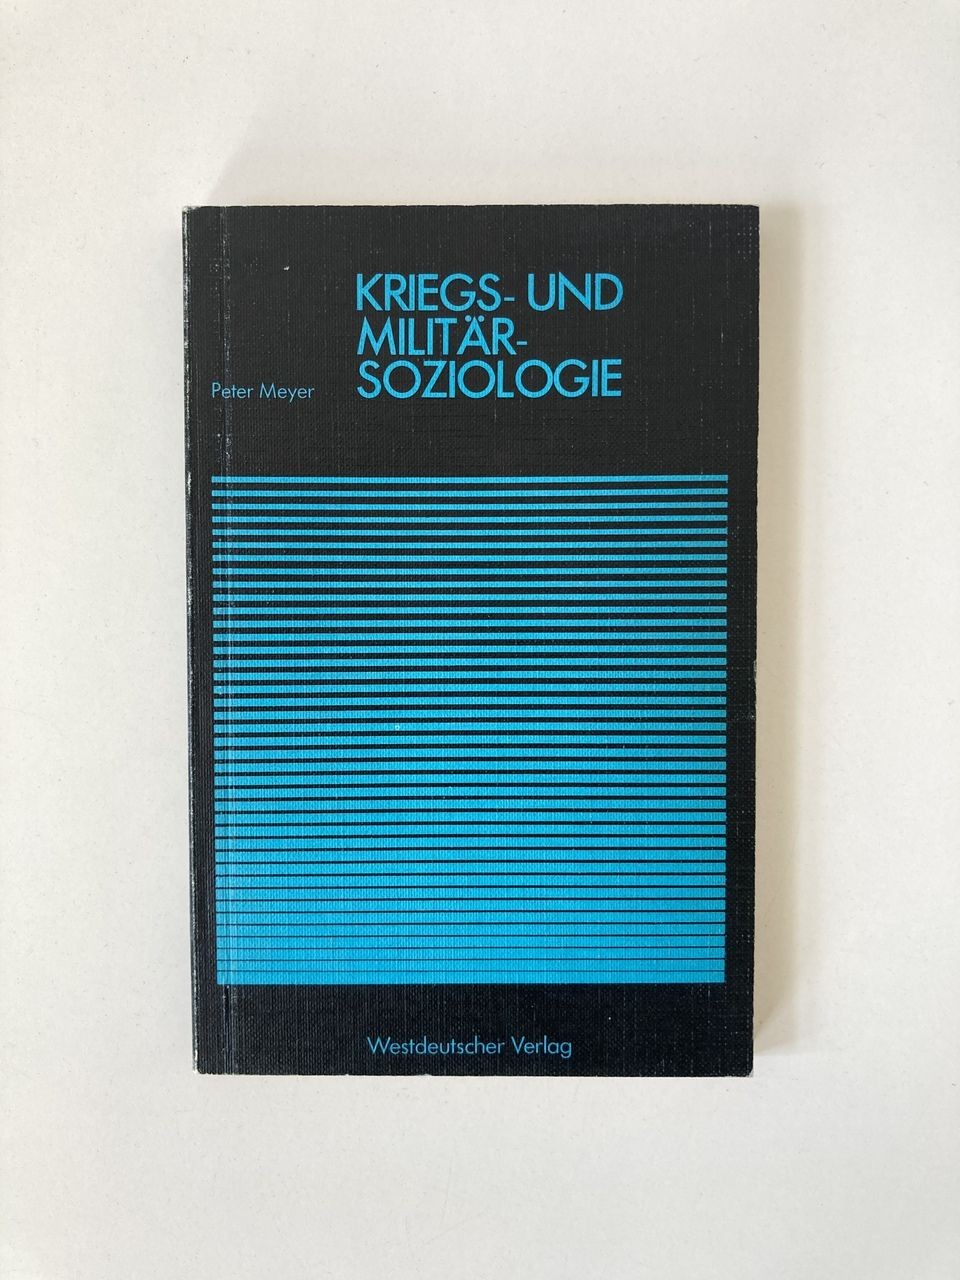 KRIEGS- UND
MILITÄR-
SOZIOLOGIE
Peter Meyer
Westdeutscher Verlag